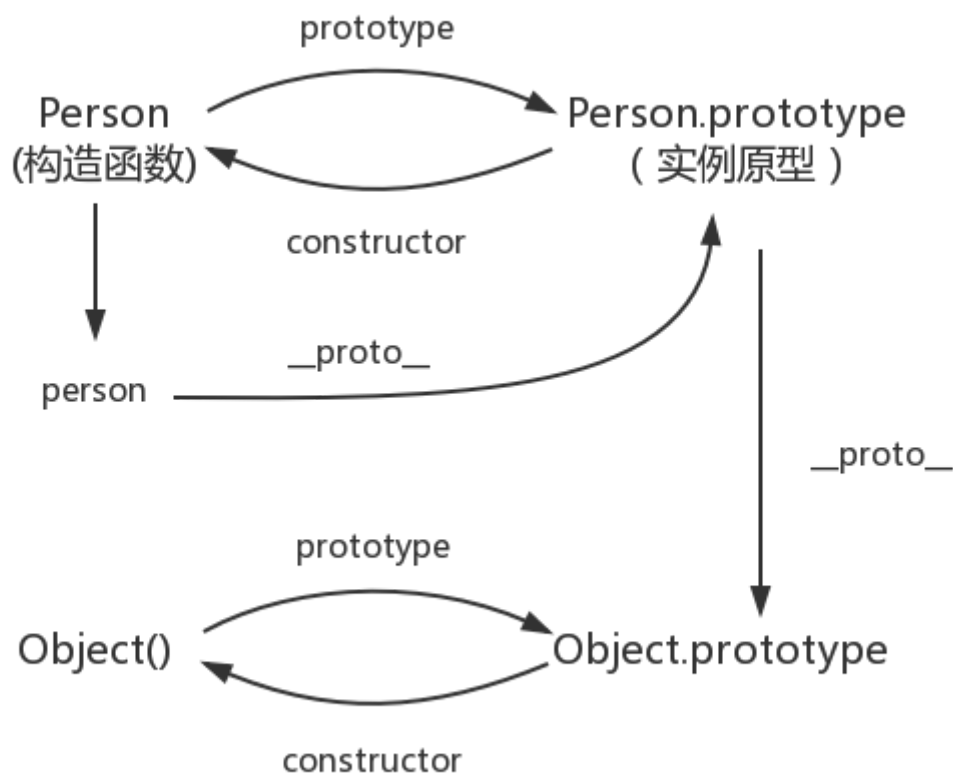 prototype
Person
Person.prototype
(构造函数)
（实例原型）
constructor
__proto__
person
__proto__
prototype
Object()
Object.prototype
constructor